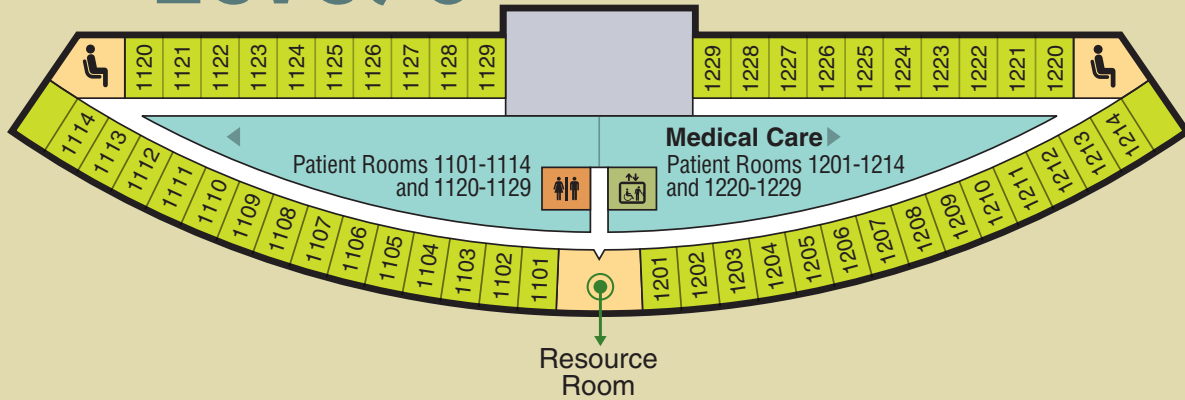 1120 1121 1122 1123 1124 1125 1126 1127 1128 1129
1229 1228 1227 1226 1225 1224 1223 1222 1221 1220
Medical Care
Patient Rooms 1101-1114
and 1120-1129
Patient Rooms 1201-1214
and 1220-1229
1114 1113 1112 1111 1110 1109 1108 1107 1106 1105 1104 1103 1102 1101
1201 1202 1203 1204 1205 1206 1207 1208 1209 1210 1211 1212 1213 1214
Resource
Room